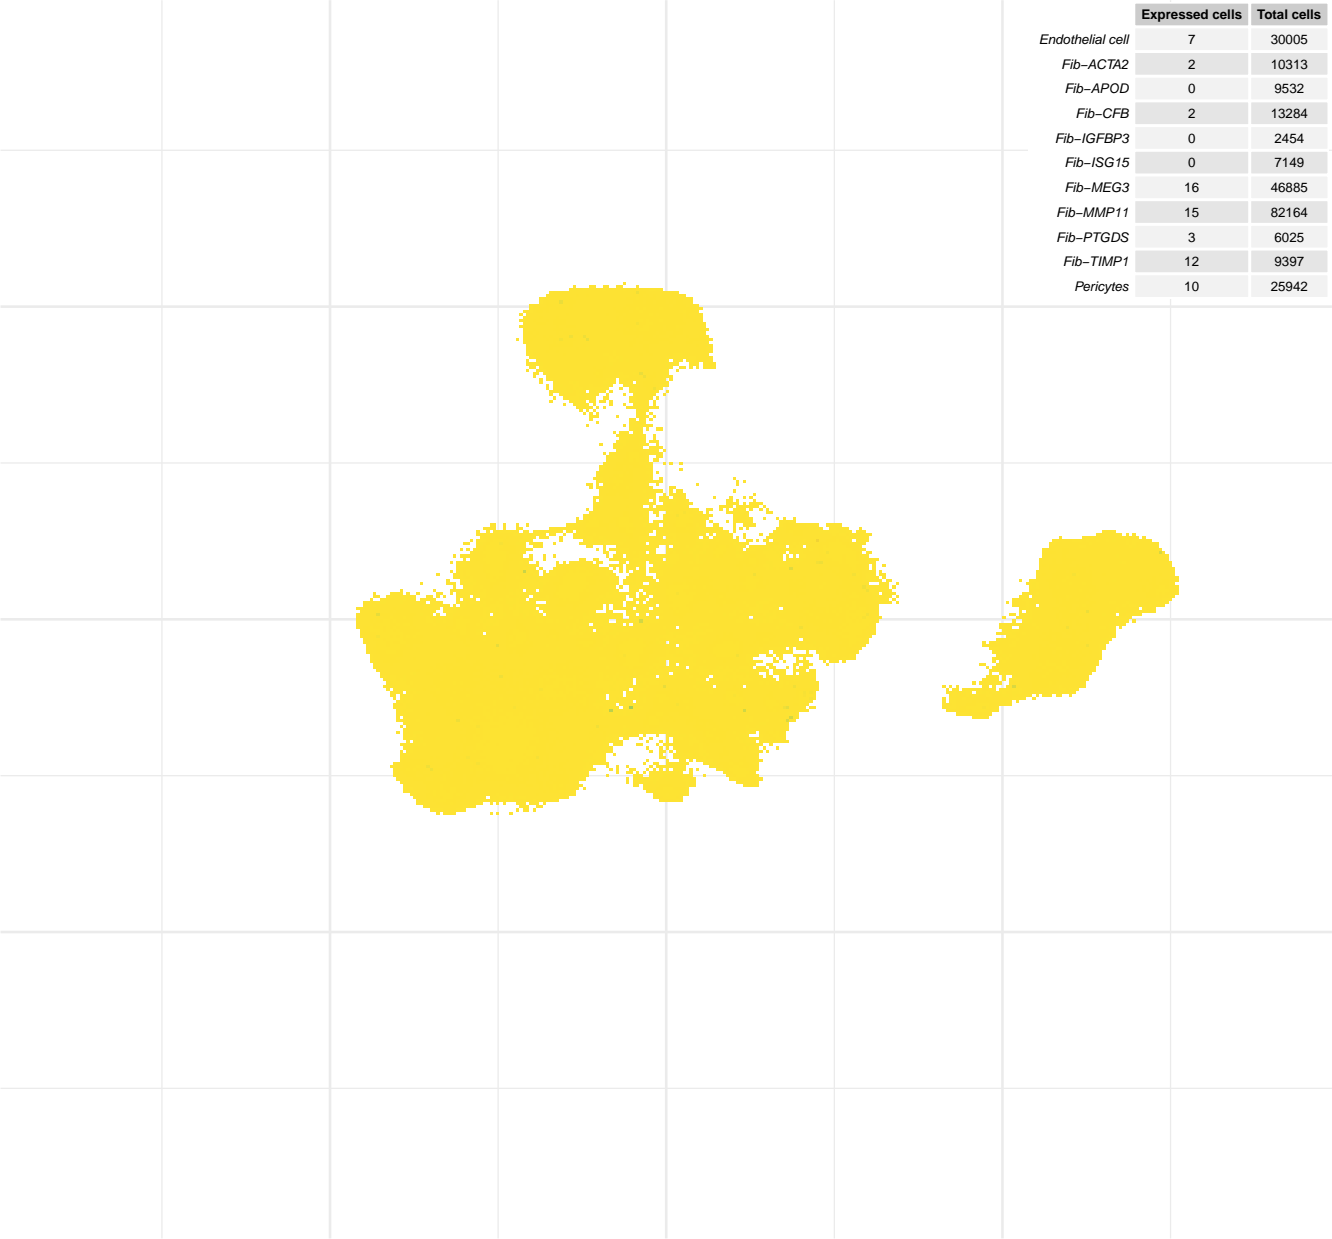 Expressed cells Total cells
Endothelial cell 7 30005
Fib−ACTA2 2 10313
Fib−APOD 0 9532
Fib−CFB 2 13284
Fib−IGFBP3 0 2454
Fib−ISG15 0 7149
Fib−MEG3 16 46885
Fib−MMP11 15 82164
Fib−PTGDS 3 6025
Fib−TIMP1 12 9397
Pericytes 10 25942